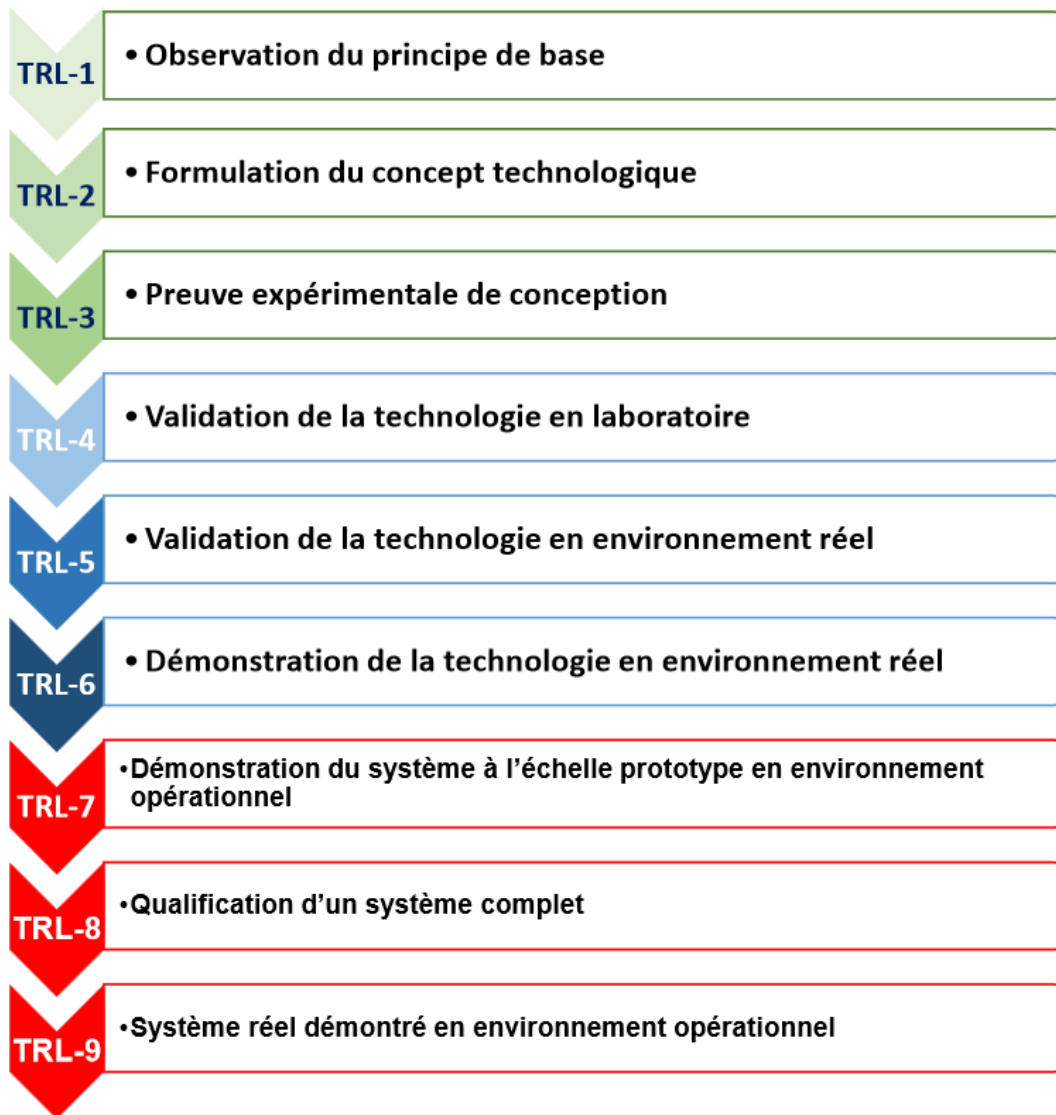 TRL-1
• Observation du principe de base
TRL-2
• Formulation du concept technologique
TRL-3
• Preuve expérimentale de conception
TRL-4
• Validation de la technologie en laboratoire
TRL-5
• Validation de la technologie en environnement réel
TRL-6
• Démonstration de la technologie en environnement réel
TRL-7
•Démonstration du système à l’échelle prototype en environnement
opérationnel
TRL-8
•Qualification d’un système complet
TRL-9
•Système réel démontré en environnement opérationnel